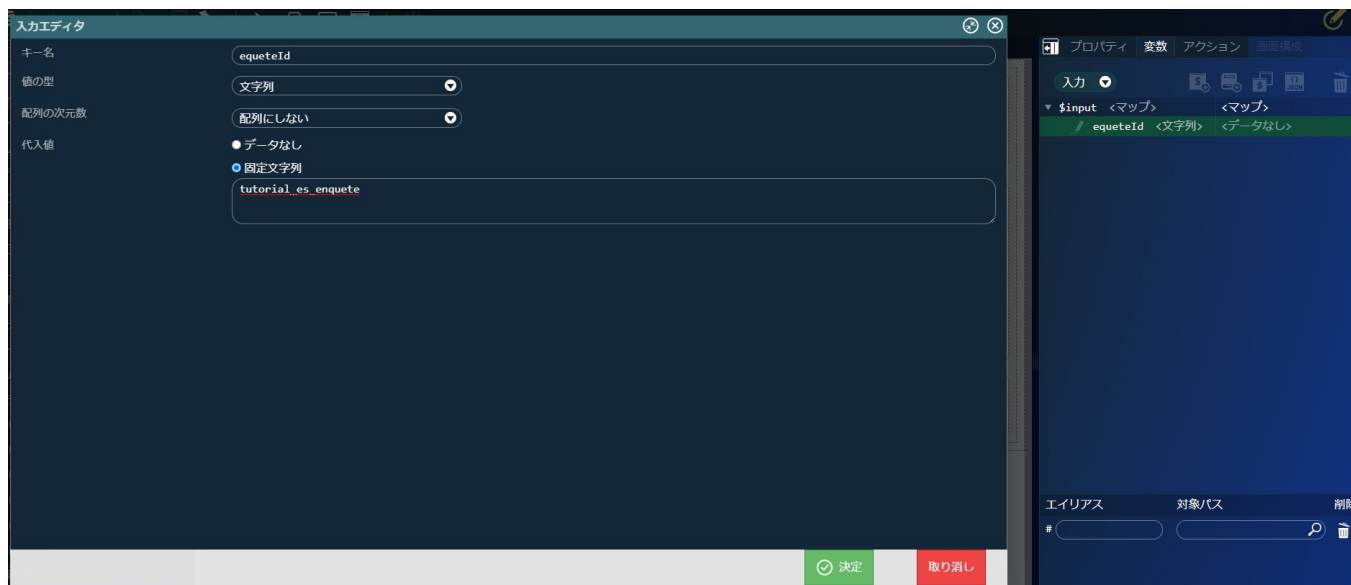 入力エディタ
キー名
equeteId
値の型
文字列
配列の次元数
配列にしない
代入値
データなし
固定文字列
tutorial_es_enquete
決定
取り消し
プロパティ 変数 アクション 画面構成
入力
$input <マップ> <マップ>
equeteId <文字列> <データなし>
エイリアス 対象パス 削除
#